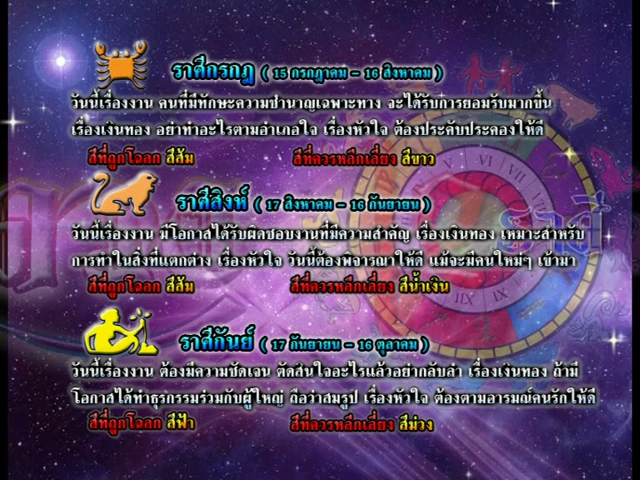 ราศีกรกฎ ( 15 กรกฎาคม - 16 สิงหาคม )
วันนี้เรื่องงาน คนที่มีทักษะความชำนาญเฉพาะทาง จะได้รับการยอมรับมากขึ้น
เรื่องเงินทอง อย่าทำอะไรตามอำเภอใจ เรื่องหัวใจ ต้องประคับประคองให้ดี
สีที่ถูกโฉลก สีส้ม สีที่ควรหลีกเลี่ยง สีขาว
ราศีสิงห์ ( 17 สิงหาคม - 16 กันยายน )
วันนี้เรื่องงาน มีโอกาสได้รับผิดชอบงานที่มีความสำคัญ เรื่องเงินทอง เหมาะสำหรับ
การทำในสิ่งที่แตกต่าง เรื่องหัวใจ วันนี้ต้องพิจารณาให้ดี แม้จะมีคนใหม่ๆ เข้ามา
สีที่ถูกโฉลก สีส้ม สีที่ควรหลีกเลี่ยง สีน้ำเงิน
ราศีกันย์ ( 17 กันยายน - 16 ตุลาคม )
วันนี้เรื่องงาน ต้องมีความชัดเจน ตัดสินใจอะไรแล้วอย่ากลับลำ เรื่องเงินทอง ถ้ามี
โอกาสได้ทำธุรกรรมร่วมกับผู้ใหญ่ ถือว่าสมรูป เรื่องหัวใจ ต้องตามอารมณ์คนรักให้ดี
สีที่ถูกโฉลก สีฟ้า สีที่ควรหลีกเลี่ยง สีม่วง